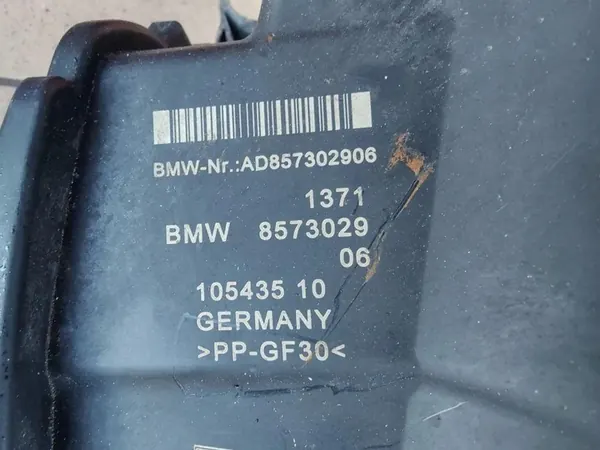 BMW-Nr.:AD857302906
1371
BMW 8573029
06
105435 10
GERMANY
>PP-GF30<